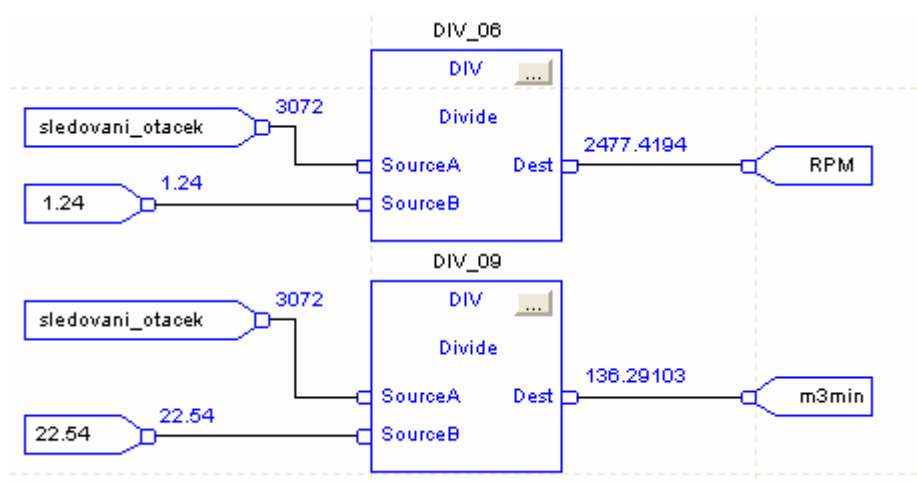 DIV_06
DIV ...
Divide
sledovani_otacek 3072
SourceA Dest 2477.4194 RPM
1.24 1.24
SourceB
DIV_09
DIV ...
Divide
sledovani_otacek 3072
SourceA Dest 136.29103 m3min
22.54 22.54
SourceB